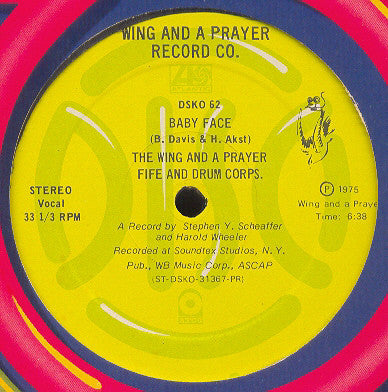 WING AND A PRAYER
RECORD CO.
ATLANTIC
DSKO 62
BABY FACE
(B. Davis & H. Akst)
THE WING AND A PRAYER
FIFE AND DRUM CORPS.
STEREO
Vocal
33 1/3 RPM
P 1975
Wing and a Praye
Time: 6:38
A Record by Stephen Y. Scheaffer
and Harold Wheeler
Recorded at Soundtex Studios, N. Y.
Pub., WB Music Corp., ASCAP
(ST-DSKO-31367-PR)